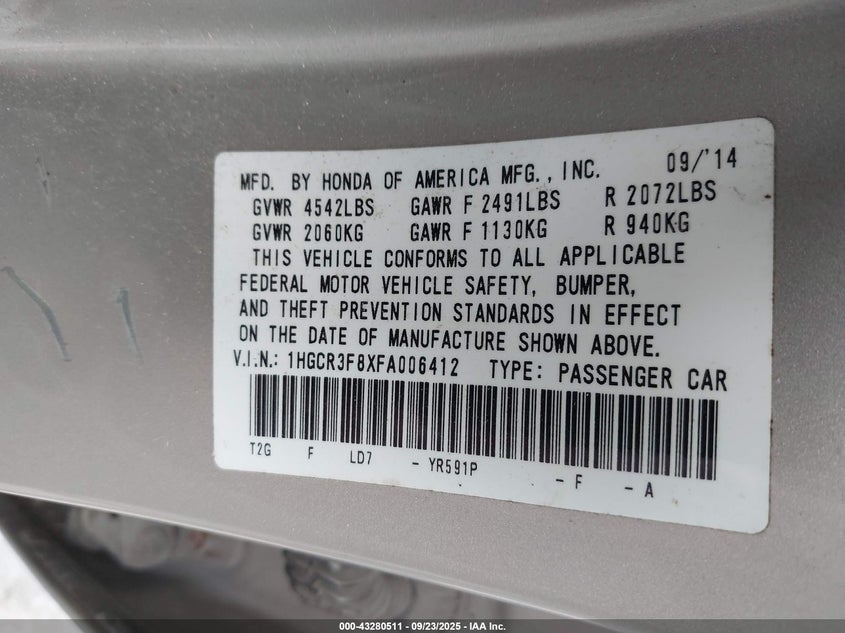 MFD. BY HONDA OF AMERICA MFG., INC. 09/'14
GVWR 4542LBS GAWR F 2491LBS R 2072LBS
GVWR 2060KG GAWR F 1130KG R 940KG
THIS VEHICLE CONFORMS TO ALL APPLICABLE
FEDERAL MOTOR VEHICLE SAFETY, BUMPER,
AND THEFT PREVENTION STANDARDS IN EFFECT
ON THE DATE OF MANUFACTURE SHOWN ABOVE.
V.I.N.: 1HGCR3F8XFA006412 TYPE: PASSENGER CAR
T2G F LD7 - YR591P - F - A
000-43280511 - 09/23/2025 - IAA Inc.